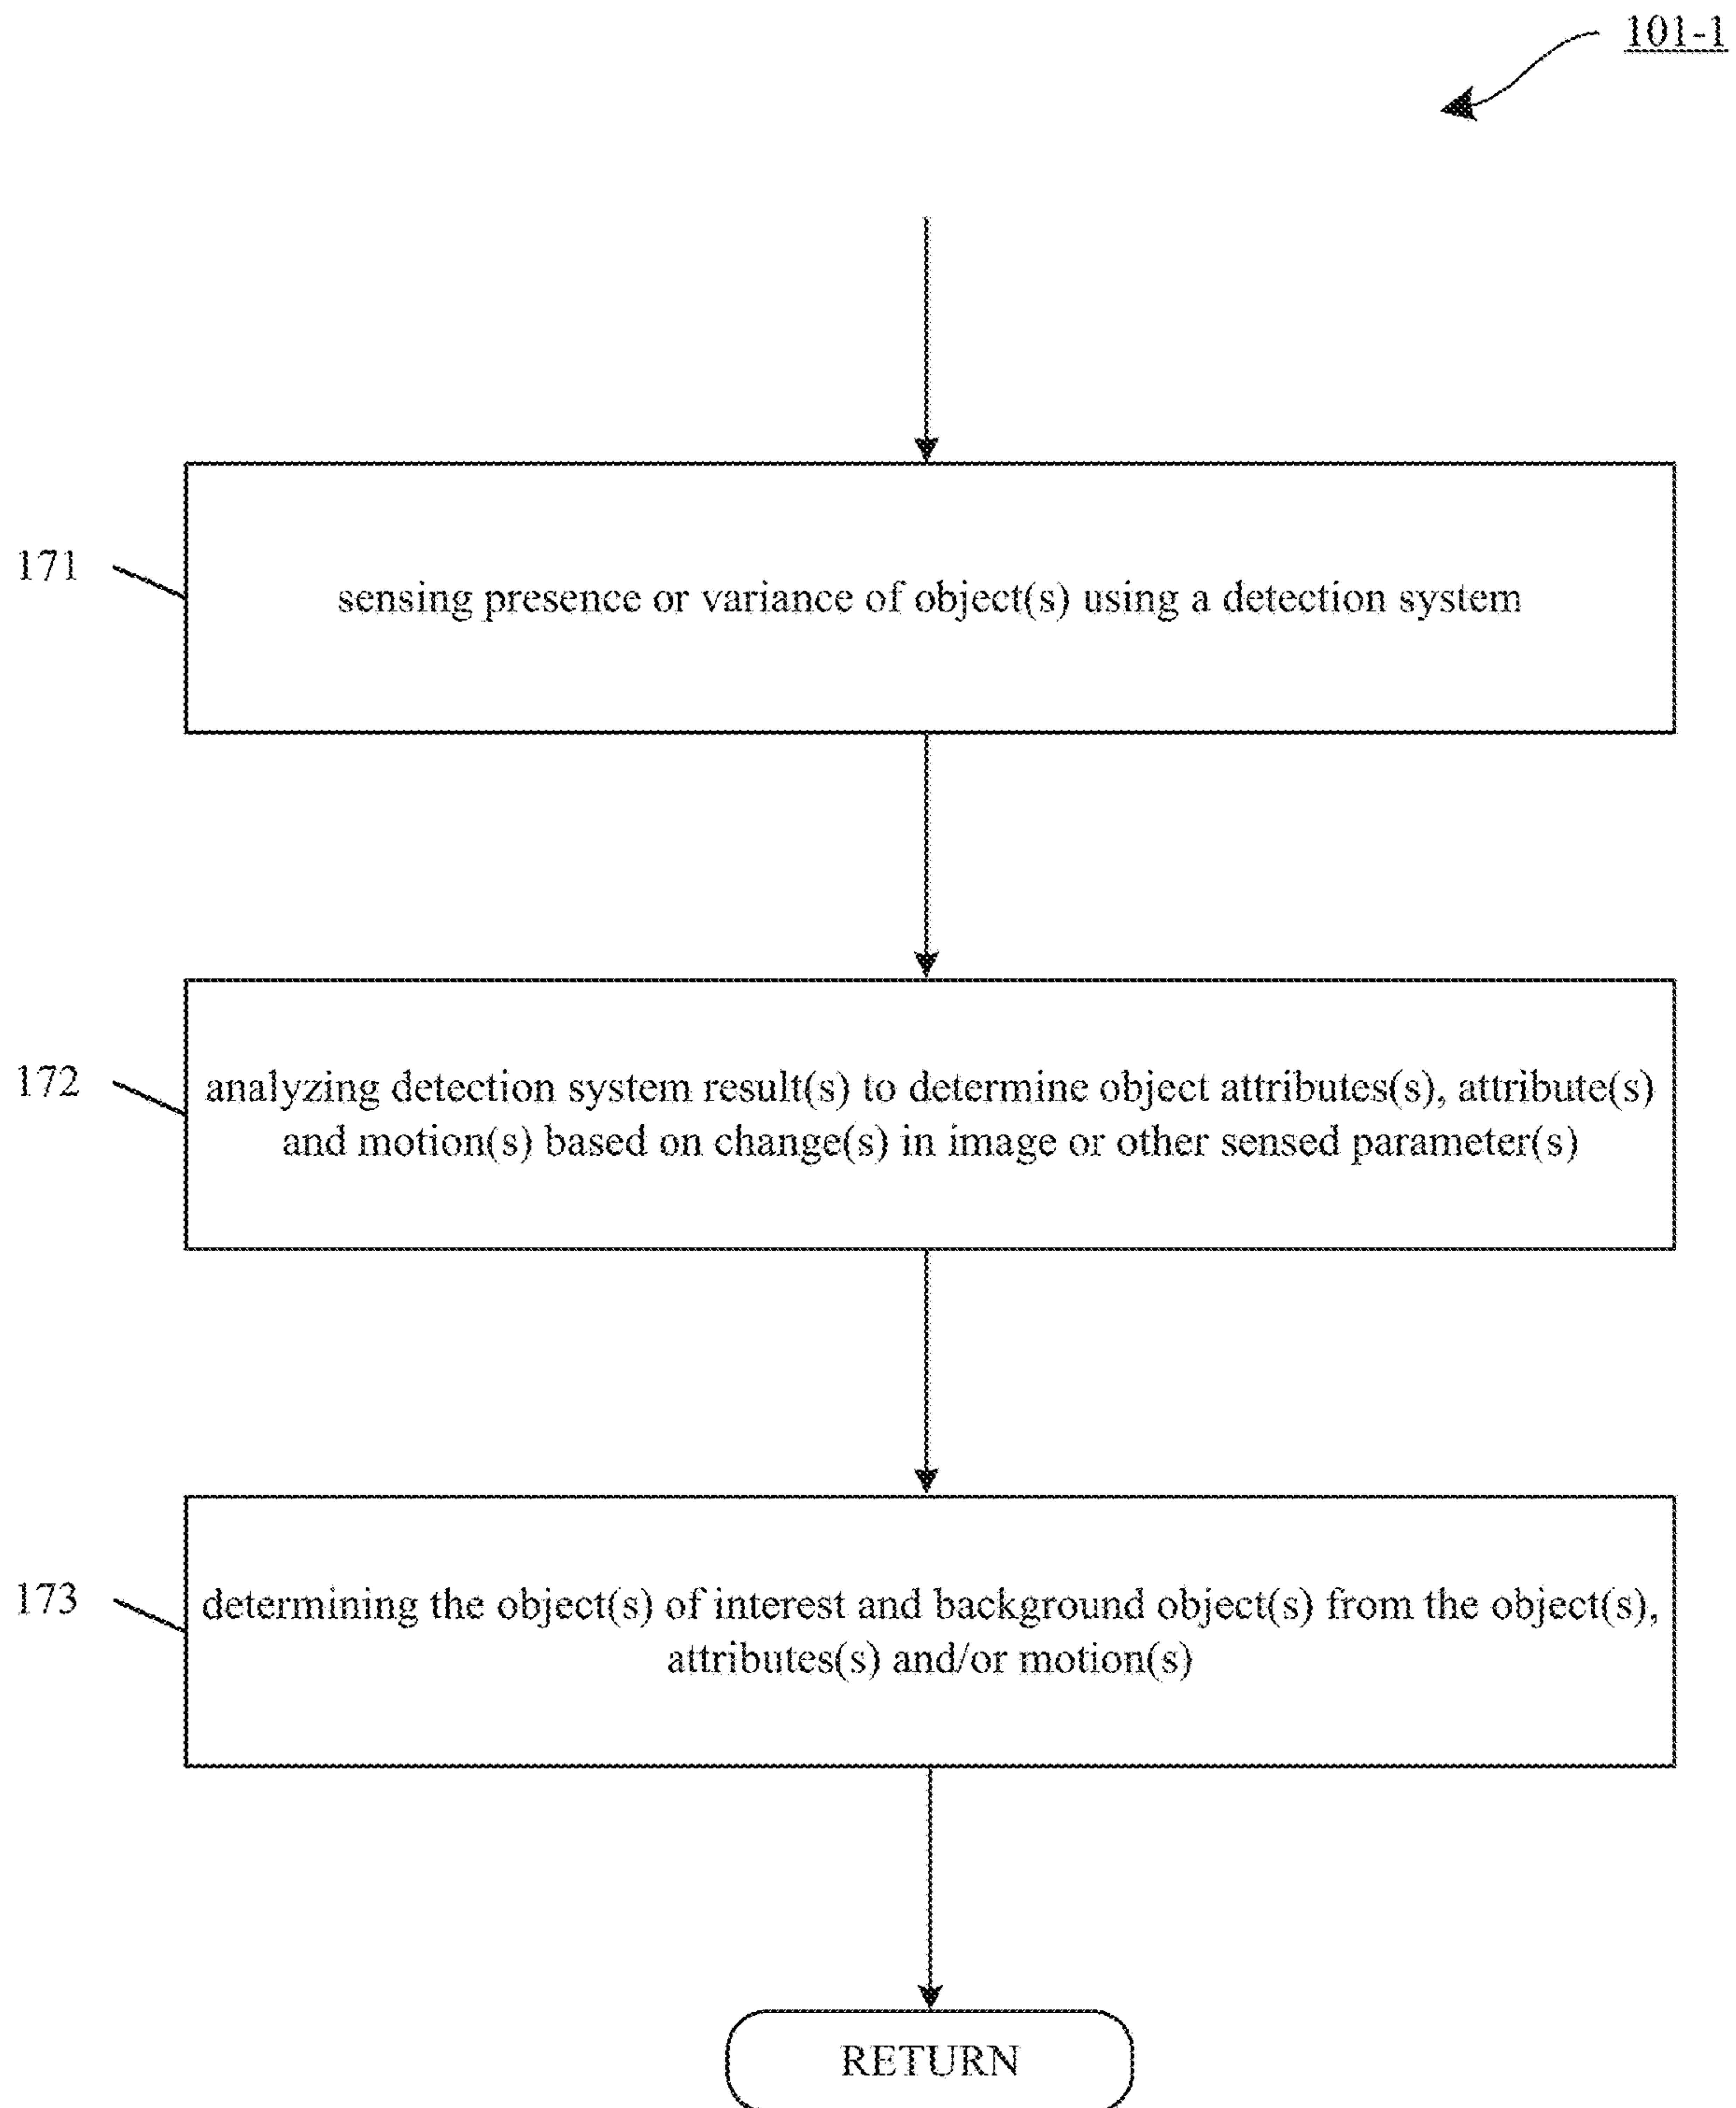 101-1
171
sensing presence or variance of object(s) using a detection system
172
analyzing detection system result(s) to determine object attributes(s), attribute(s)
and motion(s) based on change(s) in image or other sensed parameter(s)
173
determining the object(s) of interest and background object(s) from the object(s),
attributes(s) and/or motion(s)
RETURN